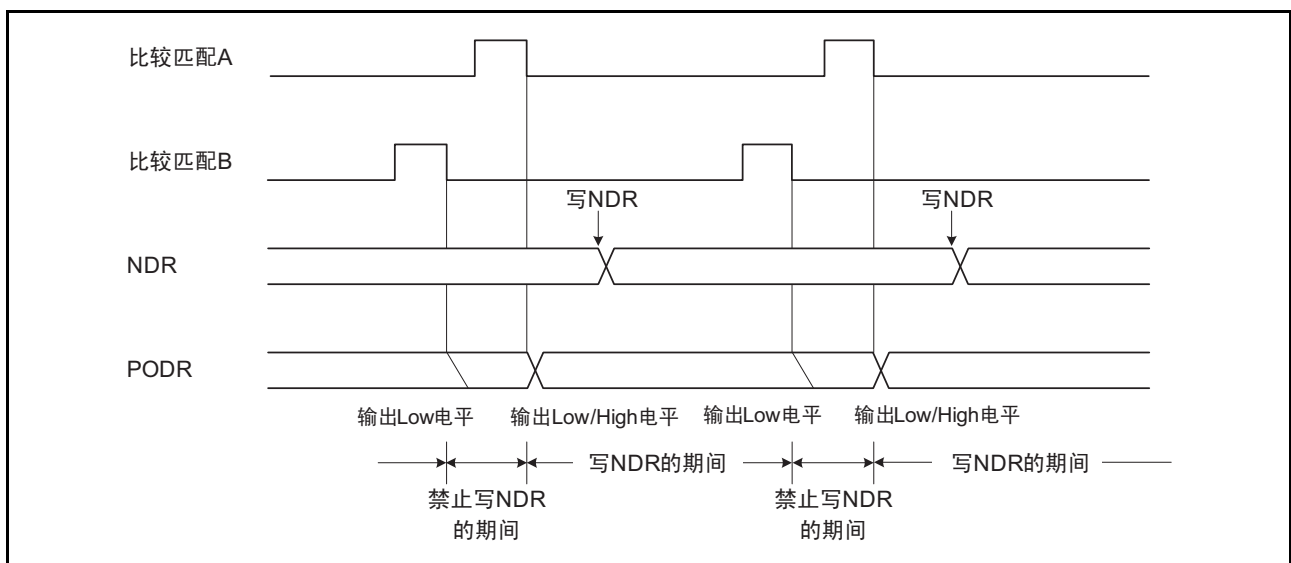 比较匹配A
比较匹配B
写NDR 写NDR
NDR
PODR
输出Low电平 输出Low/High电平 输出Low电平 输出Low/High电平
写NDR的期间 写NDR的期间
禁止写NDR
的期间
禁止写NDR
的期间